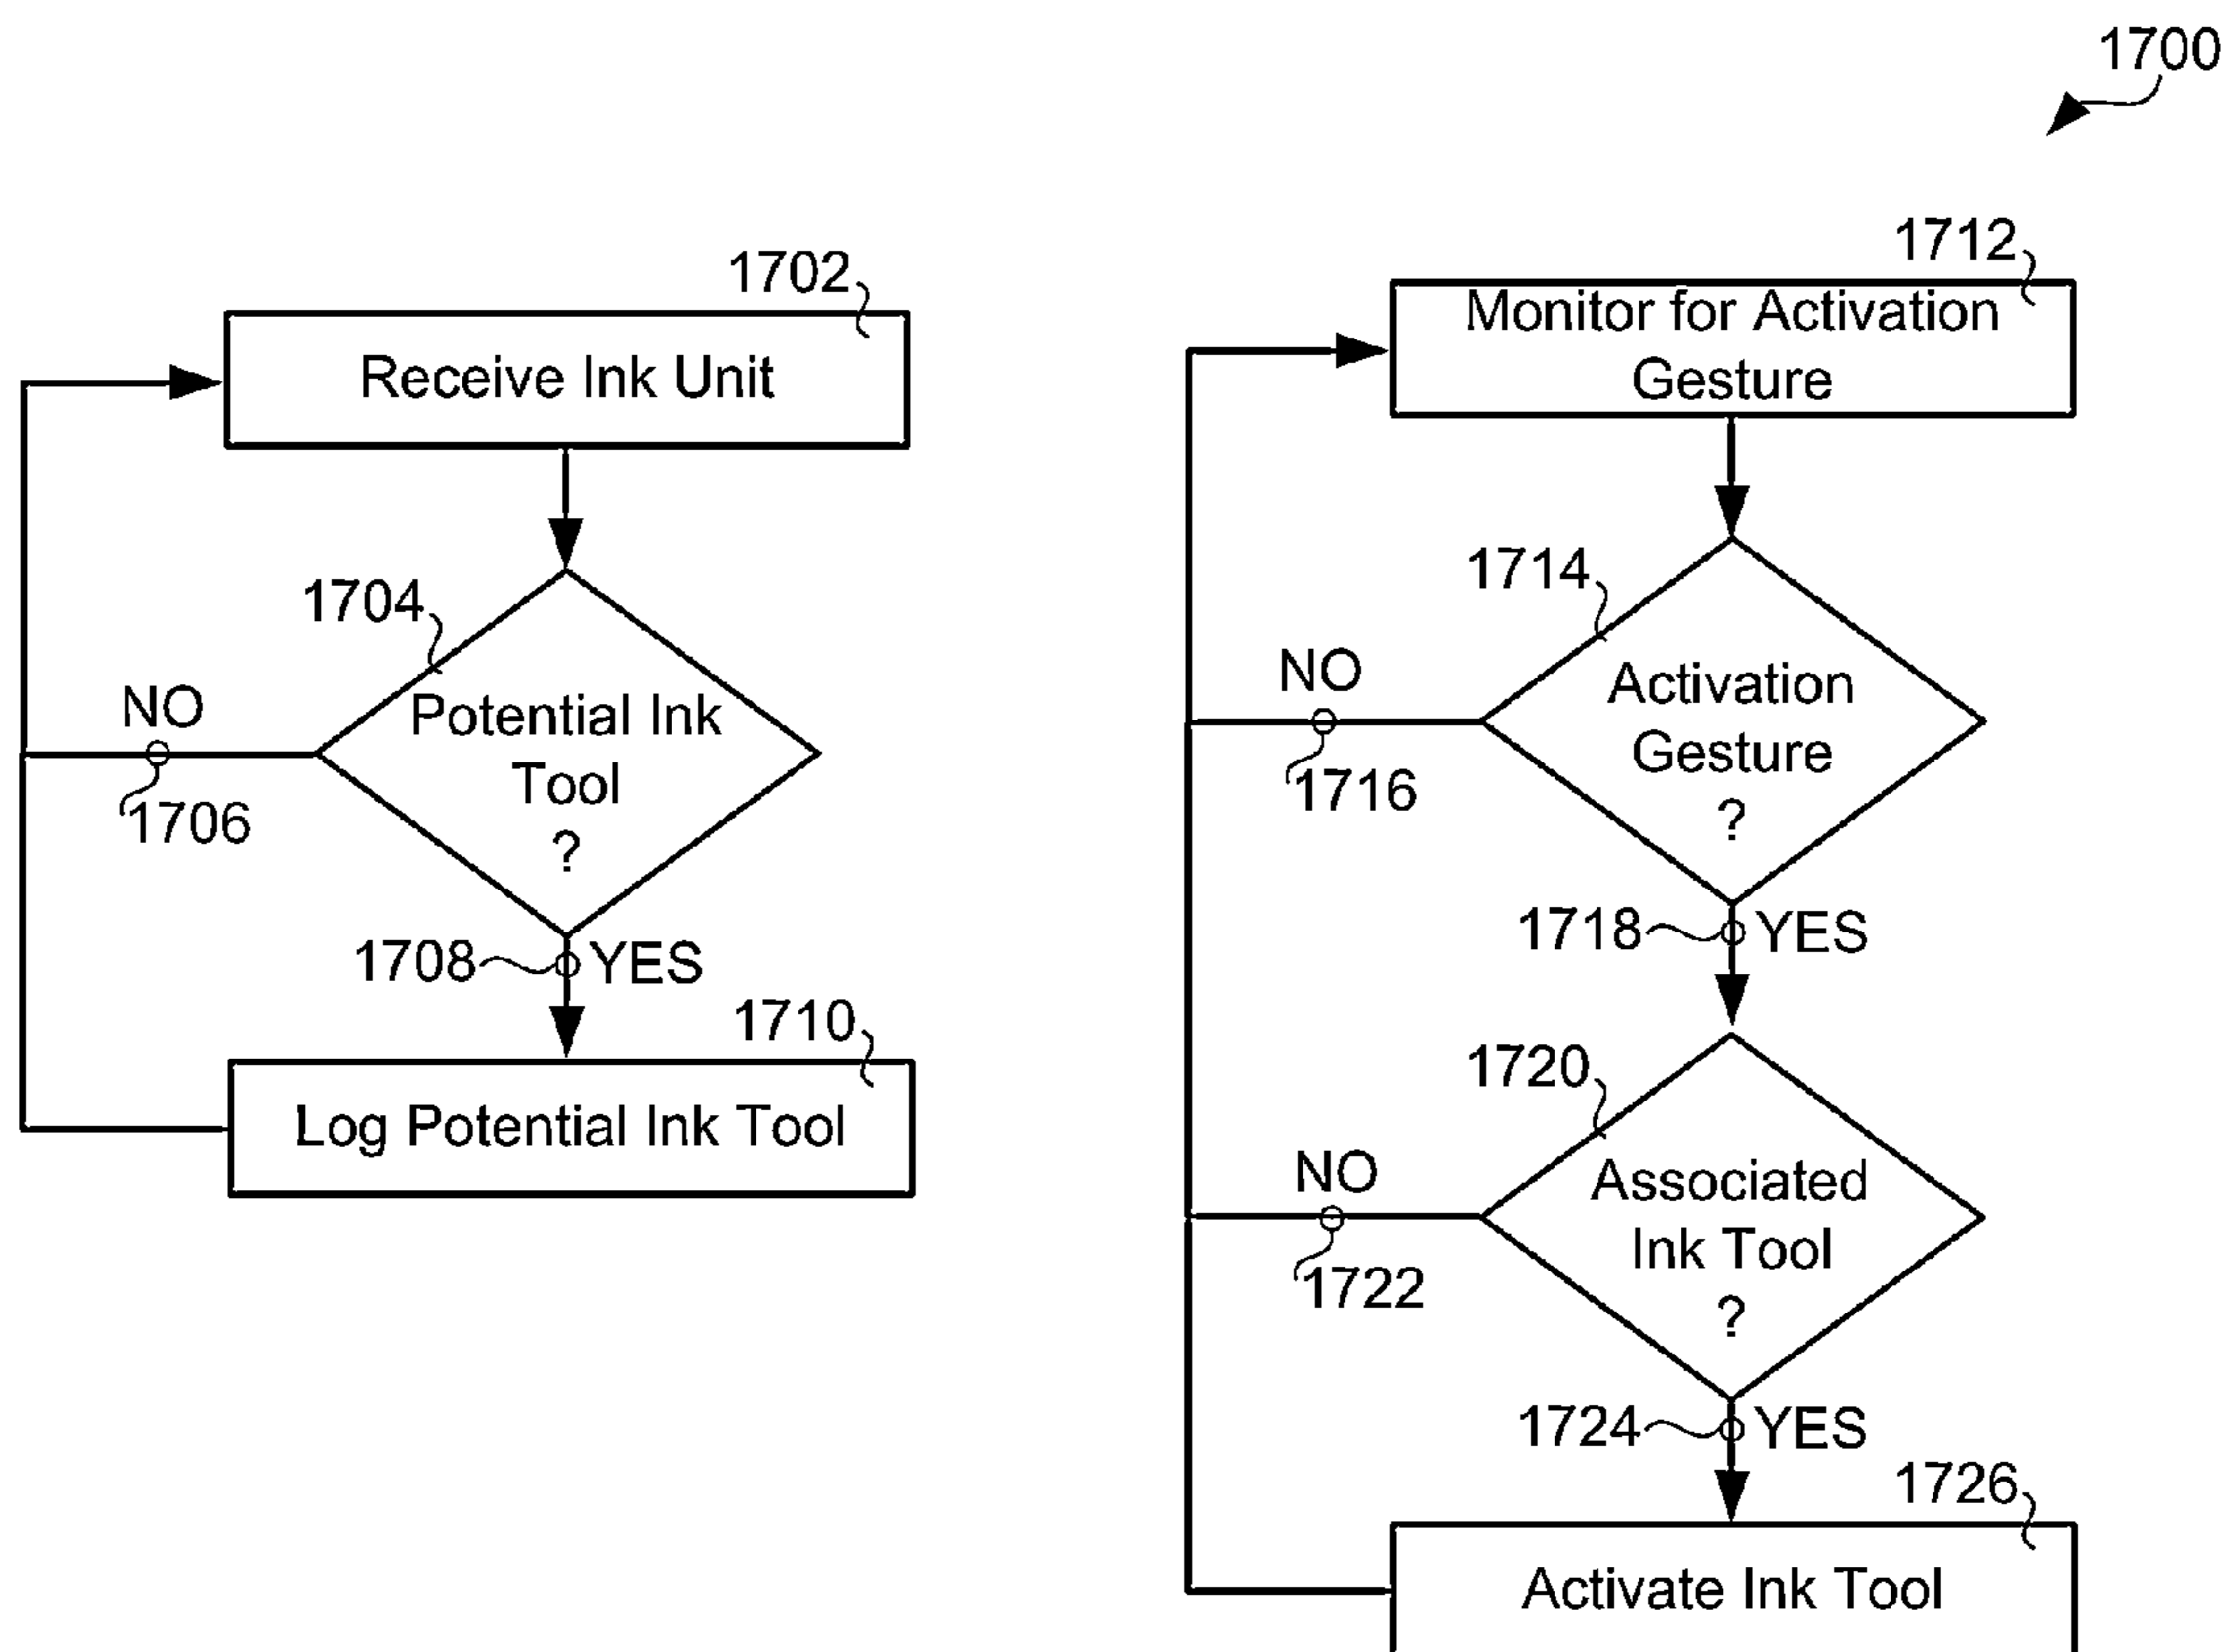 1700
1702
Receive Ink Unit
1704
Potential Ink
Tool
?
NO
1706
1708
YES
1710
Log Potential Ink Tool
1712
Monitor for Activation
Gesture
1714
Activation
Gesture
?
NO
1716
1718
YES
1720
Associated
Ink Tool
?
NO
1722
1724
YES
1726
Activate Ink Tool